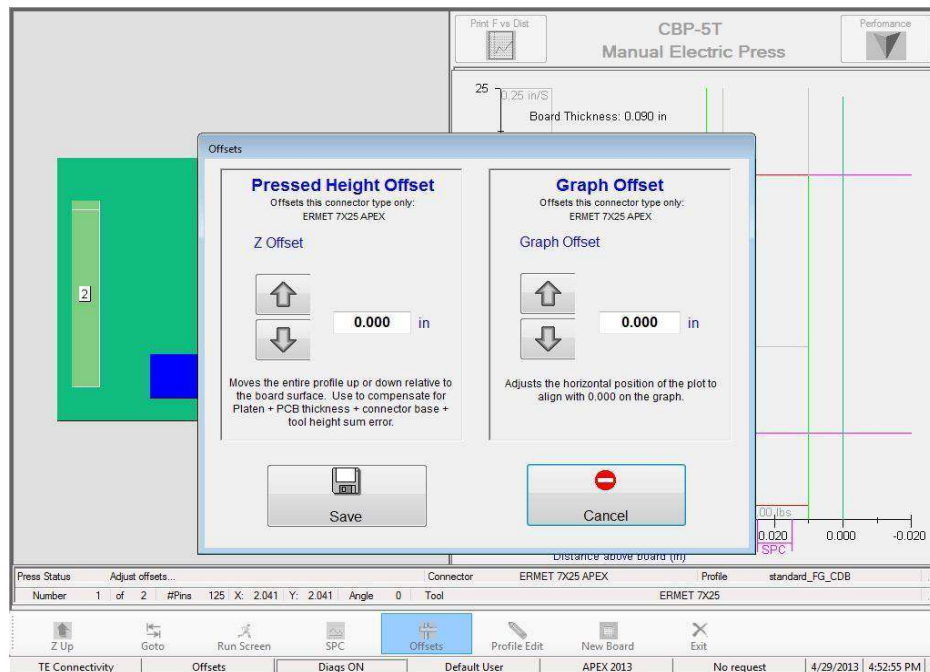 Print F vs Dist
CBP-5T
Manual Electric Press
Perfomance
25
0.25 in/S
Board Thickness: 0.090 in
Offsets
Pressed Height Offset
Offsets this connector type only:
ERMET 7X25 APEX
Z Offset
0.000 in
Moves the entire profile up or down relative to
the board surface. Use to compensate for
Platen + PCB thickness + connector base +
tool height sum error.
Graph Offset
Offsets this connector type only:
ERMET 7X25 APEX
Graph Offset
0.000 in
Adjusts the horizontal position of the plot to
align with 0.000 on the graph.
Save
Cancel
2
.00 lbs
0.020 0.000 -0.020
SPC
Distance above board (in)
Press Status Adjust offsets... Connector ERMET 7X25 APEX Profile standard_FG_CDB
Number 1 of 2 #Pins 125 X: 2.041 Y: 2.041 Angle 0 Tool ERMET 7X25
Z Up Goto Run Screen SPC Offsets Profile Edit New Board Exit
TE Connectivity Offsets Diags ON Default User APEX 2013 No request 4/29/2013 4:52:55 PM